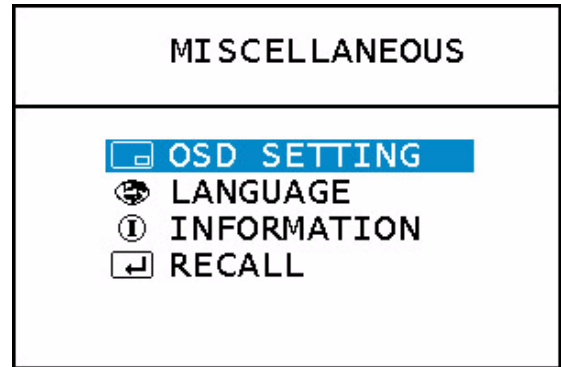 MISCELLANEOUS
OSD SETTING
LANGUAGE
INFORMATION
RECALL